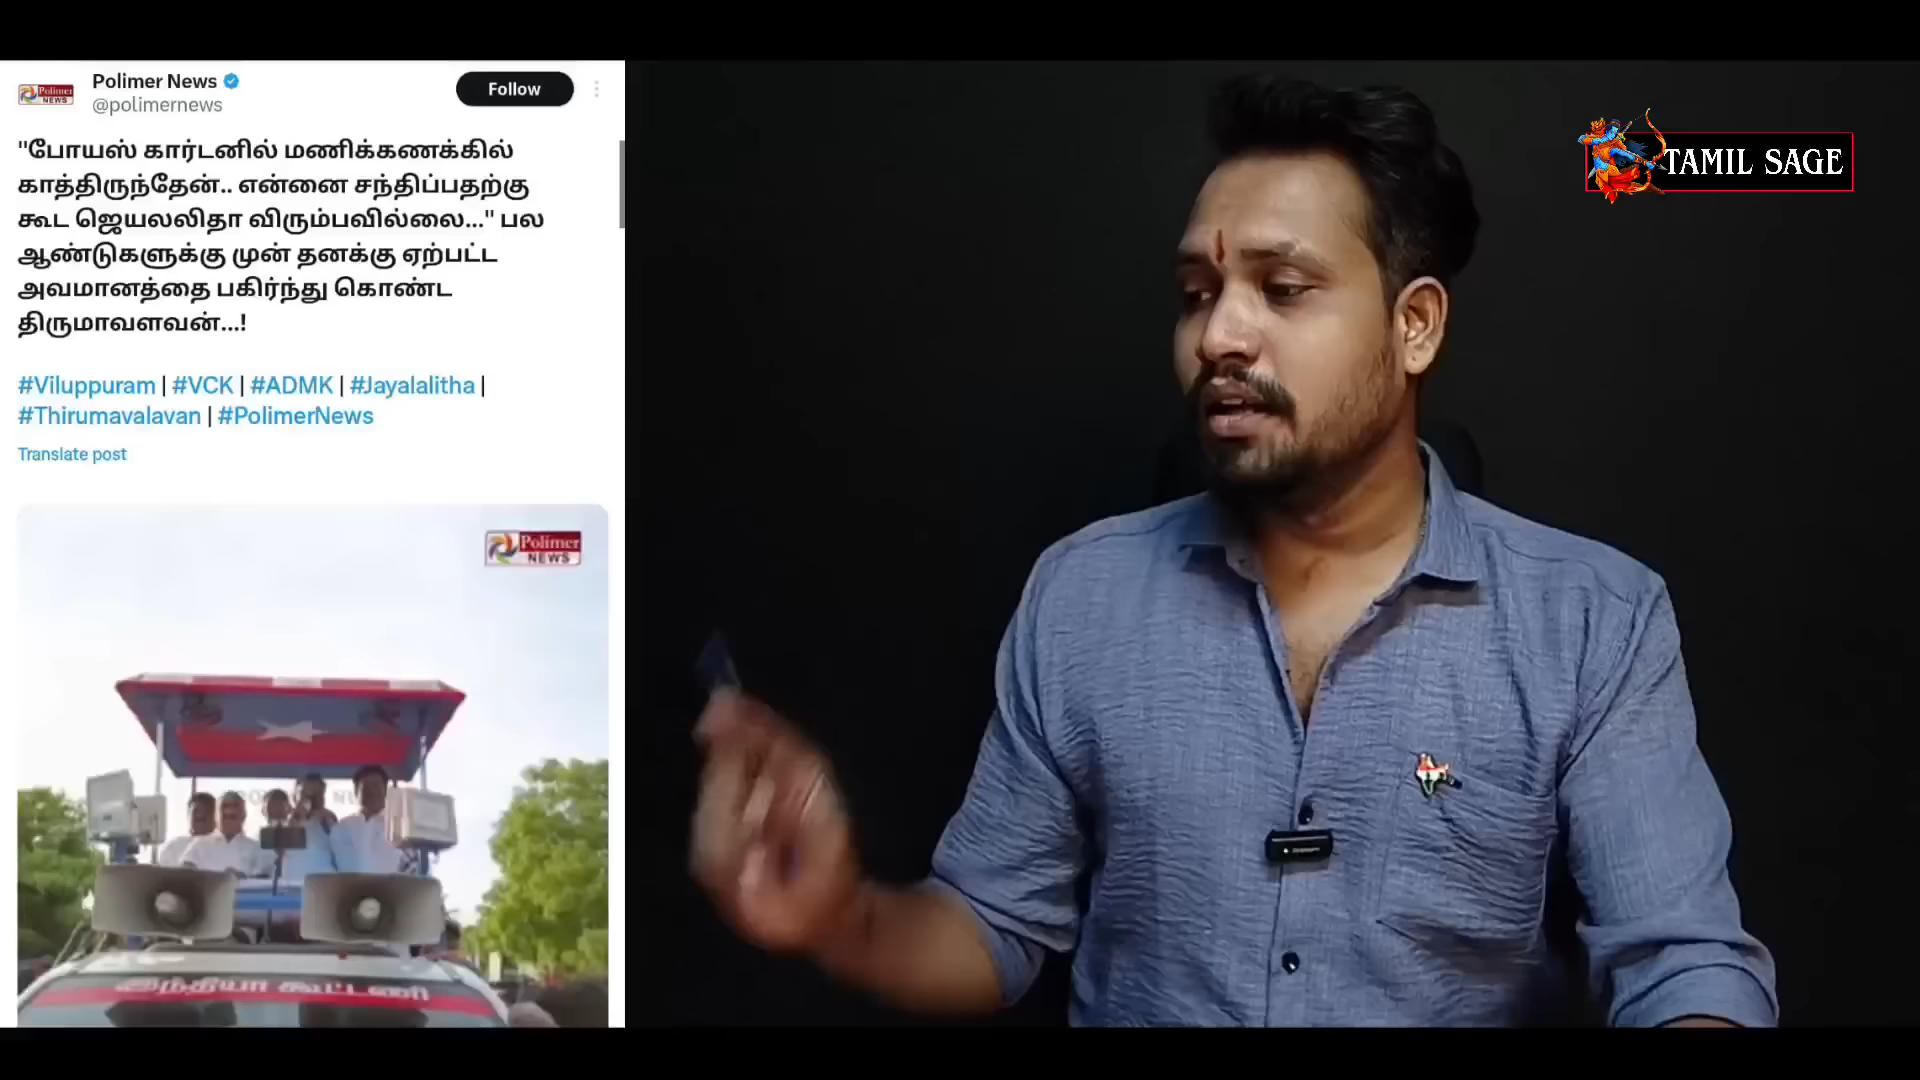 Polimer News
Follow
@polimernews
"போயஸ் கார்டனில் மணிக்கணக்கில்
காத்திருந்தேன்.. என்னை சந்திப்பதற்கு
கூட ஜெயலலிதா விரும்பவில்லை..." பல
ஆண்டுகளுக்கு முன் தனக்கு ஏற்பட்ட
அவமானத்தை பகிர்ந்து கொண்ட
திருமாவளவன்...!
#Viluppuram | #VCK | #ADMK | #Jayalalitha |
#Thirumavalavan | #PolimerNews
Translate post
Polimer
NEWS
இந்தியா கூட்டணி
TAMIL SAGE